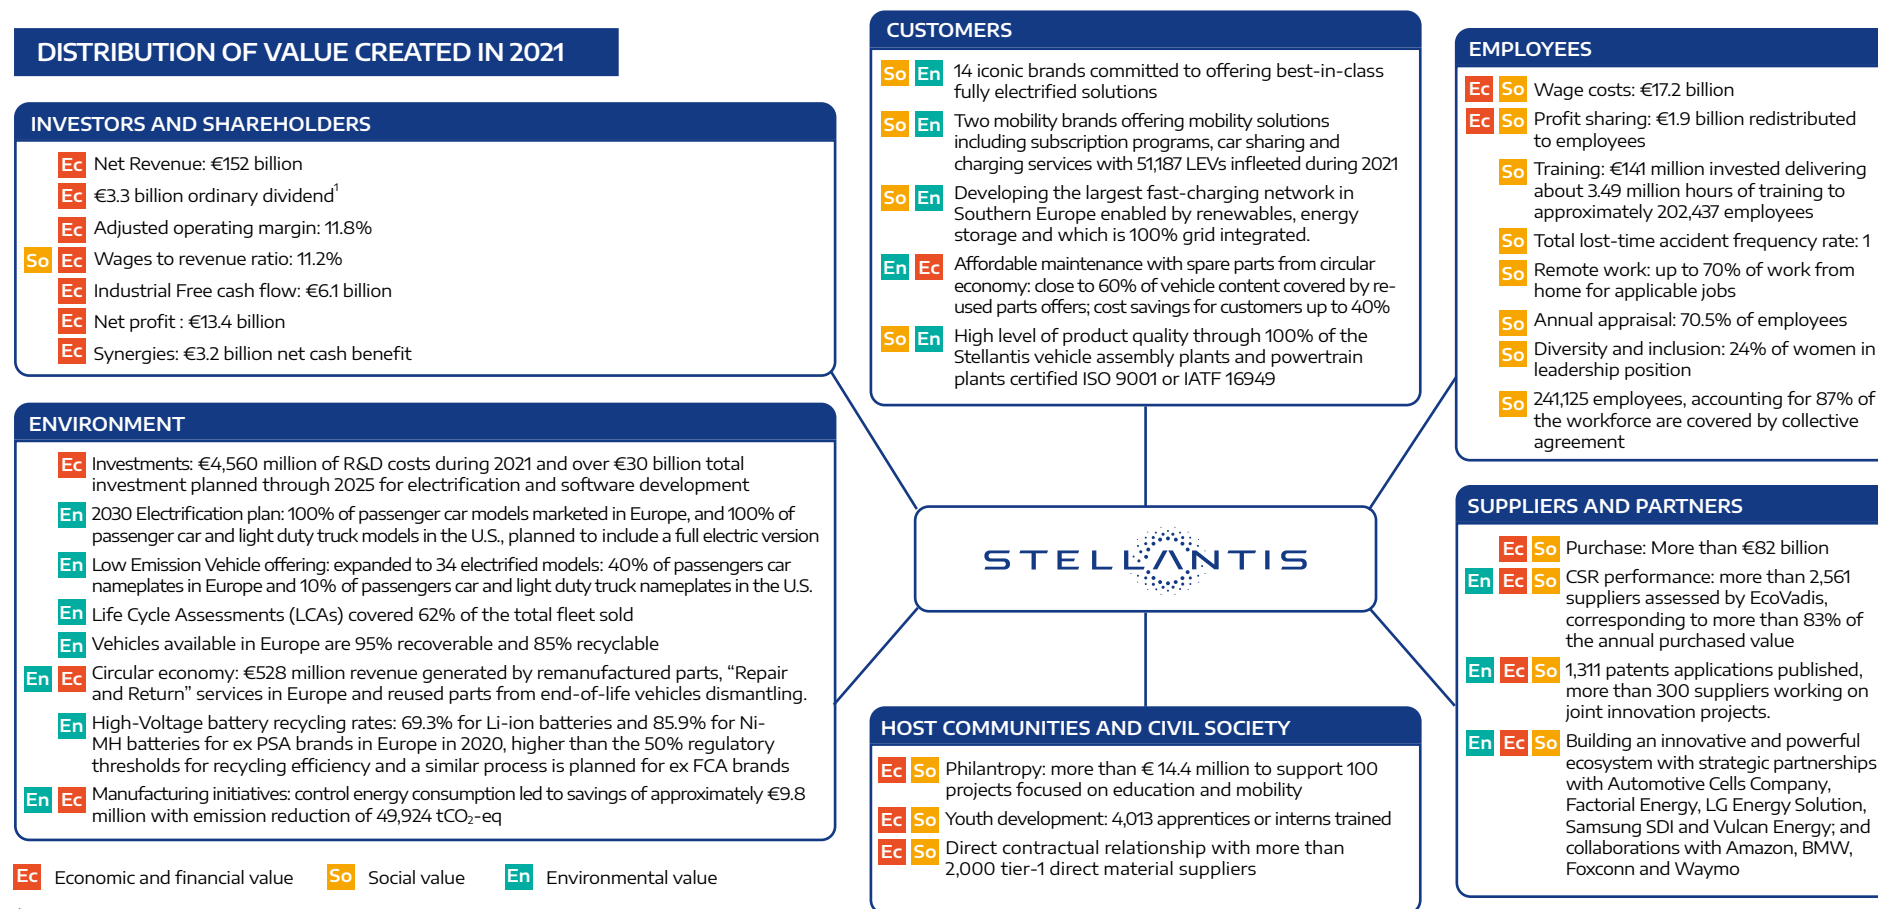 DISTRIBUTION OF VALUE CREATED IN 2021
INVESTORS AND SHAREHOLDERS
Ec Net Revenue: €152 billion
Ec €3.3 billion ordinary dividend1
Ec Adjusted operating margin: 11.8%
So Ec Wages to revenue ratio: 11.2%
Ec Industrial Free cash flow: €6.1 billion
Ec Net profit : €13.4 billion
Ec Synergies: €3.2 billion net cash benefit
ENVIRONMENT
Ec Investments: €4,560 million of R&D costs during 2021 and over €30 billion total
investment planned through 2025 for electrification and software development
En 2030 Electrification plan: 100% of passenger car models marketed in Europe, and 100% of
passenger car and light duty truck models in the U.S., planned to include a full electric version
En Low Emission Vehicle offering: expanded to 34 electrified models: 40% of passengers car
nameplates in Europe and 10% of passengers car and light duty truck nameplates in the U.S.
En Life Cycle Assessments (LCAs) covered 62% of the total fleet sold
En Vehicles available in Europe are 95% recoverable and 85% recyclable
En Ec Circular economy: €528 million revenue generated by remanufactured parts, “Repair
and Return” services in Europe and reused parts from end-of-life vehicles dismantling.
En High-Voltage battery recycling rates: 69.3% for Li-ion batteries and 85.9% for Ni-
MH batteries for ex PSA brands in Europe in 2020, higher than the 50% regulatory
thresholds for recycling efficiency and a similar process is planned for ex FCA brands
En Ec Manufacturing initiatives: control energy consumption led to savings of approximately €9.8
million with emission reduction of 49,924 tCO2-eq
Ec Economic and financial value So Social value En Environmental value
CUSTOMERS
So En 14 iconic brands committed to offering best-in-class
fully electrified solutions
So En Two mobility brands offering mobility solutions
including subscription programs, car sharing and
charging services with 51,187 LEVs infleeted during 2021
So En Developing the largest fast-charging network in
Southern Europe enabled by renewables, energy
storage and which is 100% grid integrated.
En Ec Affordable maintenance with spare parts from circular
economy: close to 60% of vehicle content covered by re-
used parts offers; cost savings for customers up to 40%
So En High level of product quality through 100% of the
Stellantis vehicle assembly plants and powertrain
plants certified ISO 9001 or IATF 16949
STELLANTIS
HOST COMMUNITIES AND CIVIL SOCIETY
Ec So Philantropy: more than € 14.4 million to support 100
projects focused on education and mobility
Ec So Youth development: 4,013 apprentices or interns trained
Ec So Direct contractual relationship with more than
2,000 tier-1 direct material suppliers
EMPLOYEES
Ec So Wage costs: €17.2 billion
Ec So Profit sharing: €1.9 billion redistributed
to employees
So Training: €141 million invested delivering
about 3.49 million hours of training to
approximately 202,437 employees
So Total lost-time accident frequency rate: 1
So Remote work: up to 70% of work from
home for applicable jobs
So Annual appraisal: 70.5% of employees
So Diversity and inclusion: 24% of women in
leadership position
So 241,125 employees, accounting for 87% of
the workforce are covered by collective
agreement
SUPPLIERS AND PARTNERS
Ec So Purchase: More than €82 billion
En Ec So CSR performance: more than 2,561
suppliers assessed by EcoVadis,
corresponding to more than 83% of
the annual purchased value
En Ec So 1,311 patents applications published,
more than 300 suppliers working on
joint innovation projects.
En Ec So Building an innovative and powerful
ecosystem with strategic partnerships
with Automotive Cells Company,
Factorial Energy, LG Energy Solution,
Samsung SDI and Vulcan Energy; and
collaborations with Amazon, BMW,
Foxconn and Waymo